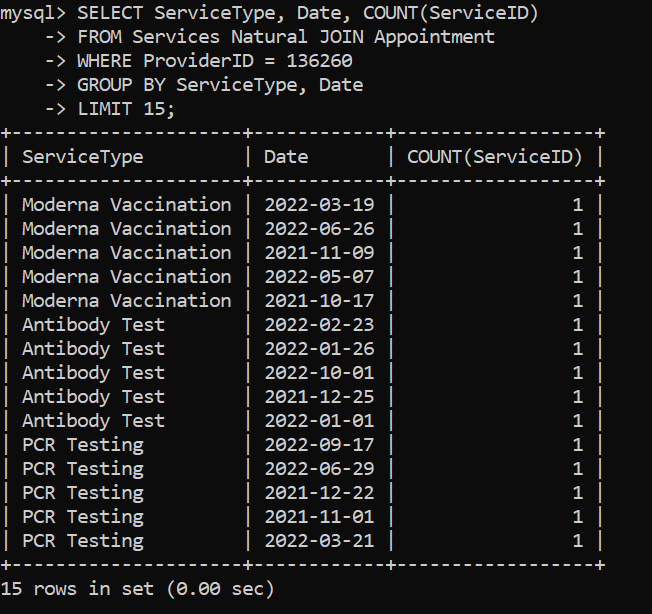 mysql> SELECT ServiceType, Date, COUNT(ServiceID)
    -> FROM Services Natural JOIN Appointment
    -> WHERE ProviderID = 136260
    -> GROUP BY ServiceType, Date
    -> LIMIT 15;
+---------------------+------------+------------------+
| ServiceType         | Date       | COUNT(ServiceID) |
+---------------------+------------+------------------+
| Moderna Vaccination | 2022-03-19 |                1 |
| Moderna Vaccination | 2022-06-26 |                1 |
| Moderna Vaccination | 2021-11-09 |                1 |
| Moderna Vaccination | 2022-05-07 |                1 |
| Moderna Vaccination | 2021-10-17 |                1 |
| Antibody Test       | 2022-02-23 |                1 |
| Antibody Test       | 2022-01-26 |                1 |
| Antibody Test       | 2022-10-01 |                1 |
| Antibody Test       | 2021-12-25 |                1 |
| Antibody Test       | 2022-01-01 |                1 |
| PCR Testing         | 2022-09-17 |                1 |
| PCR Testing         | 2022-06-29 |                1 |
| PCR Testing         | 2021-12-22 |                1 |
| PCR Testing         | 2021-11-01 |                1 |
| PCR Testing         | 2022-03-21 |                1 |
+---------------------+------------+------------------+
15 rows in set (0.00 sec)